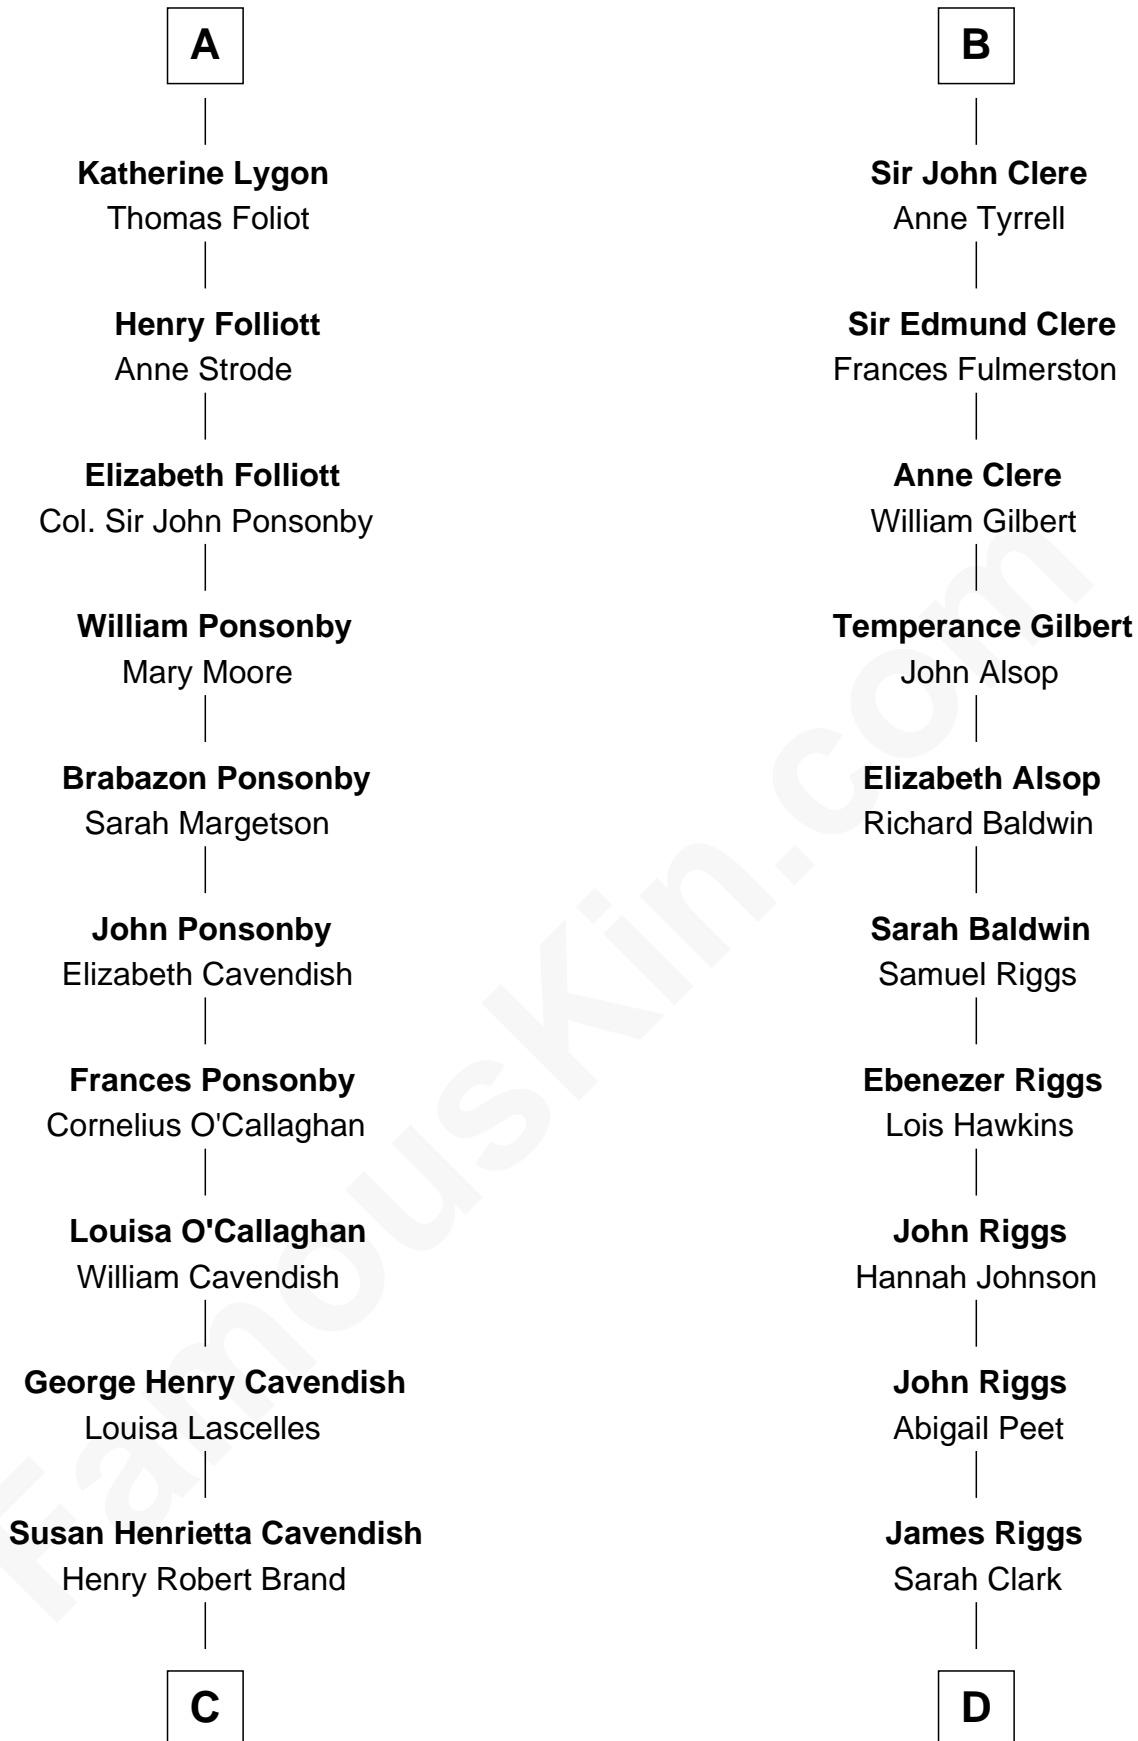 A
Katherine Lygon
Thomas Foliot
Henry Folliott
Anne Strode
Elizabeth Folliott
Col. Sir John Ponsonby
William Ponsonby
Mary Moore
Brabazon Ponsonby
Sarah Margetson
John Ponsonby
Elizabeth Cavendish
Frances Ponsonby
Cornelius O'Callaghan
Louisa O'Callaghan
William Cavendish
George Henry Cavendish
Louisa Lascelles
Susan Henrietta Cavendish
Henry Robert Brand
C
B
Sir John Clere
Anne Tyrrell
Sir Edmund Clere
Frances Fulmerston
Anne Clere
William Gilbert
Temperance Gilbert
John Alsop
Elizabeth Alsop
Richard Baldwin
Sarah Baldwin
Samuel Riggs
Ebenezer Riggs
Lois Hawkins
John Riggs
Hannah Johnson
John Riggs
Abigail Peet
James Riggs
Sarah Clark
D
FamousKin.com